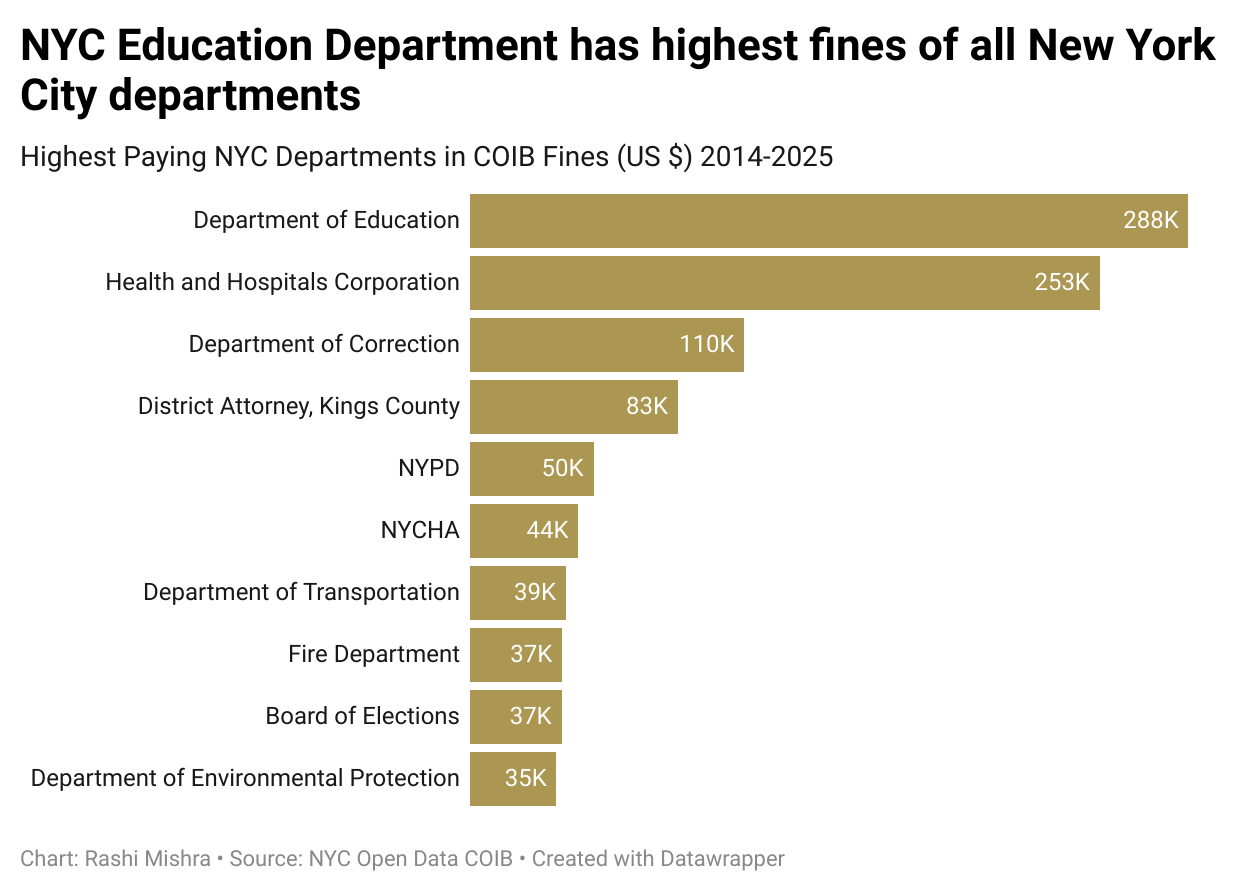 NYC Education Department has highest fines of all New York
City departments
Highest Paying NYC Departments in COIB Fines (US $) 2014-2025
Department of Education 288K
Health and Hospitals Corporation 253K
Department of Correction 110K
District Attorney, Kings County 83K
NYPD 50K
NYCHA 44K
Department of Transportation 39K
Fire Department 37K
Board of Elections 37K
Department of Environmental Protection 35K
Chart: Rashi Mishra • Source: NYC Open Data COIB • Created with Datawrapper